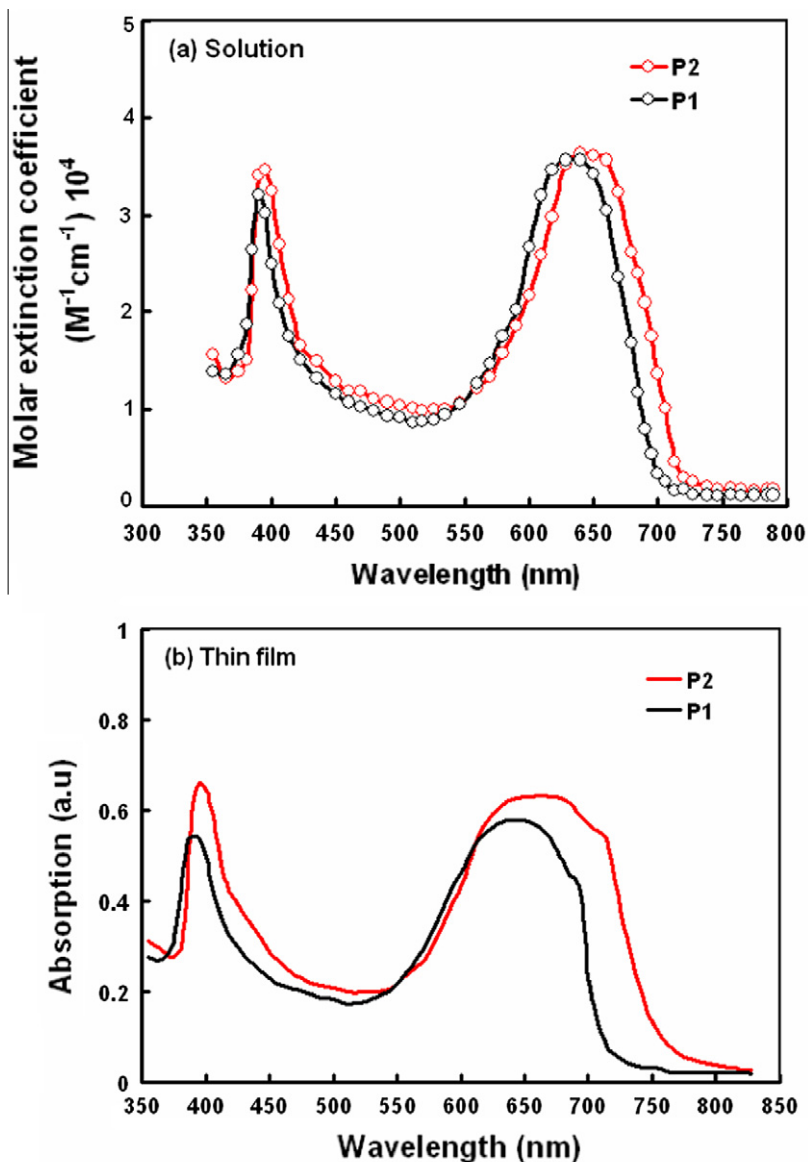 (a) Solution
P2
P1
Molar extinction coefficient
(M⁻¹cm⁻¹) 10⁴
5
4
3
2
1
0
300 350 400 450 500 550 600 650 700 750 800
Wavelength (nm)
(b) Thin film
P2
P1
Absorption (a.u)
1
0.8
0.6
0.4
0.2
0
350 400 450 500 550 600 650 700 750 800 850
Wavelength (nm)